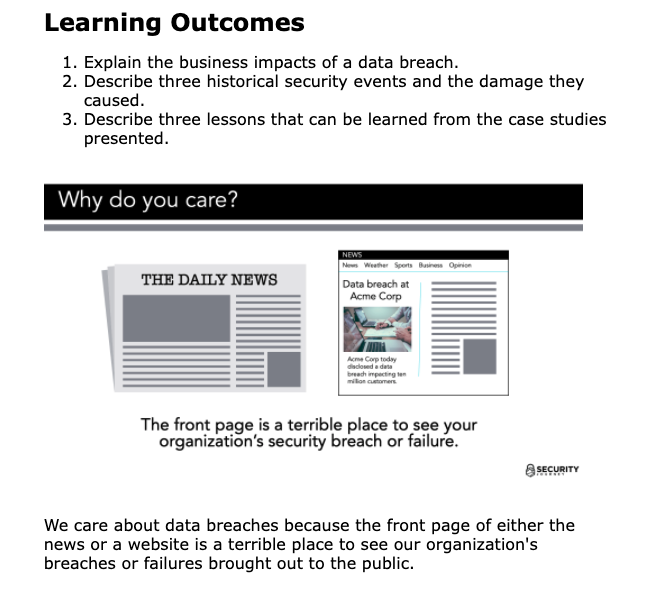 Learning Outcomes
1. Explain the business impacts of a data breach.
2. Describe three historical security events and the damage they
caused.
3. Describe three lessons that can be learned from the case studies
presented.
Why do you care?
THE DAILY NEWS
NEWS
News Weather Sports Business Opinion
Data breach at
Acme Corp
Acme Corp today
disclosed a data
breach impacting ten
million customers.
The front page is a terrible place to see your
organization's security breach or failure.
SECURITY
JOURNEY
We care about data breaches because the front page of either the
news or a website is a terrible place to see our organization's
breaches or failures brought out to the public.